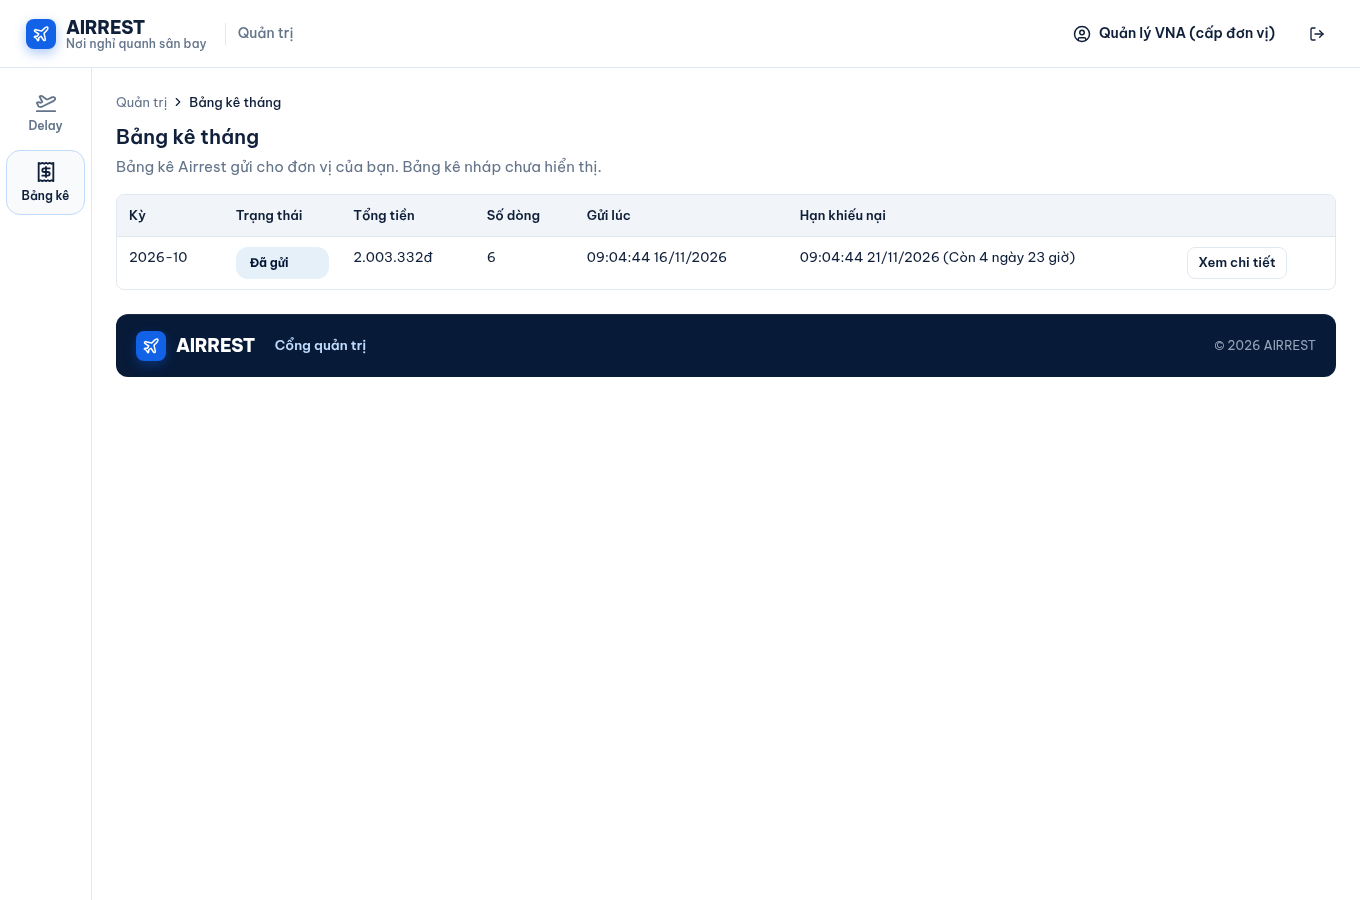 AIRREST
Nơi nghỉ quanh sân bay
Quản trị
Quản lý VNA (cấp đơn vị)
Delay
Bảng kê
Quản trị > Bảng kê tháng
Bảng kê tháng
Bảng kê Airrest gửi cho đơn vị của bạn. Bảng kê nháp chưa hiển thị.
Kỳ Trạng thái Tổng tiền Số dòng Gửi lúc Hạn khiếu nại
2026-10 Đã gửi 2.003.332đ 6 09:04:44 16/11/2026 09:04:44 21/11/2026 (Còn 4 ngày 23 giờ) Xem chi tiết
AIRREST Cổng quản trị © 2026 AIRREST